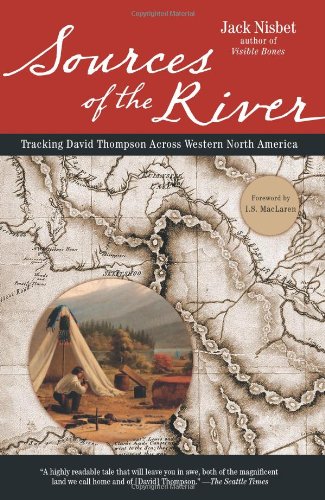 Jack Nisbet
author of
Visible Bones
Sources
of the
River
Tracking David Thompson Across Western North America
Foreword by
I.S. MacLaren
"A highly readable tale that will leave you in awe, both of the magnificent
land we call home and of [David] Thompson."—The Seattle Times